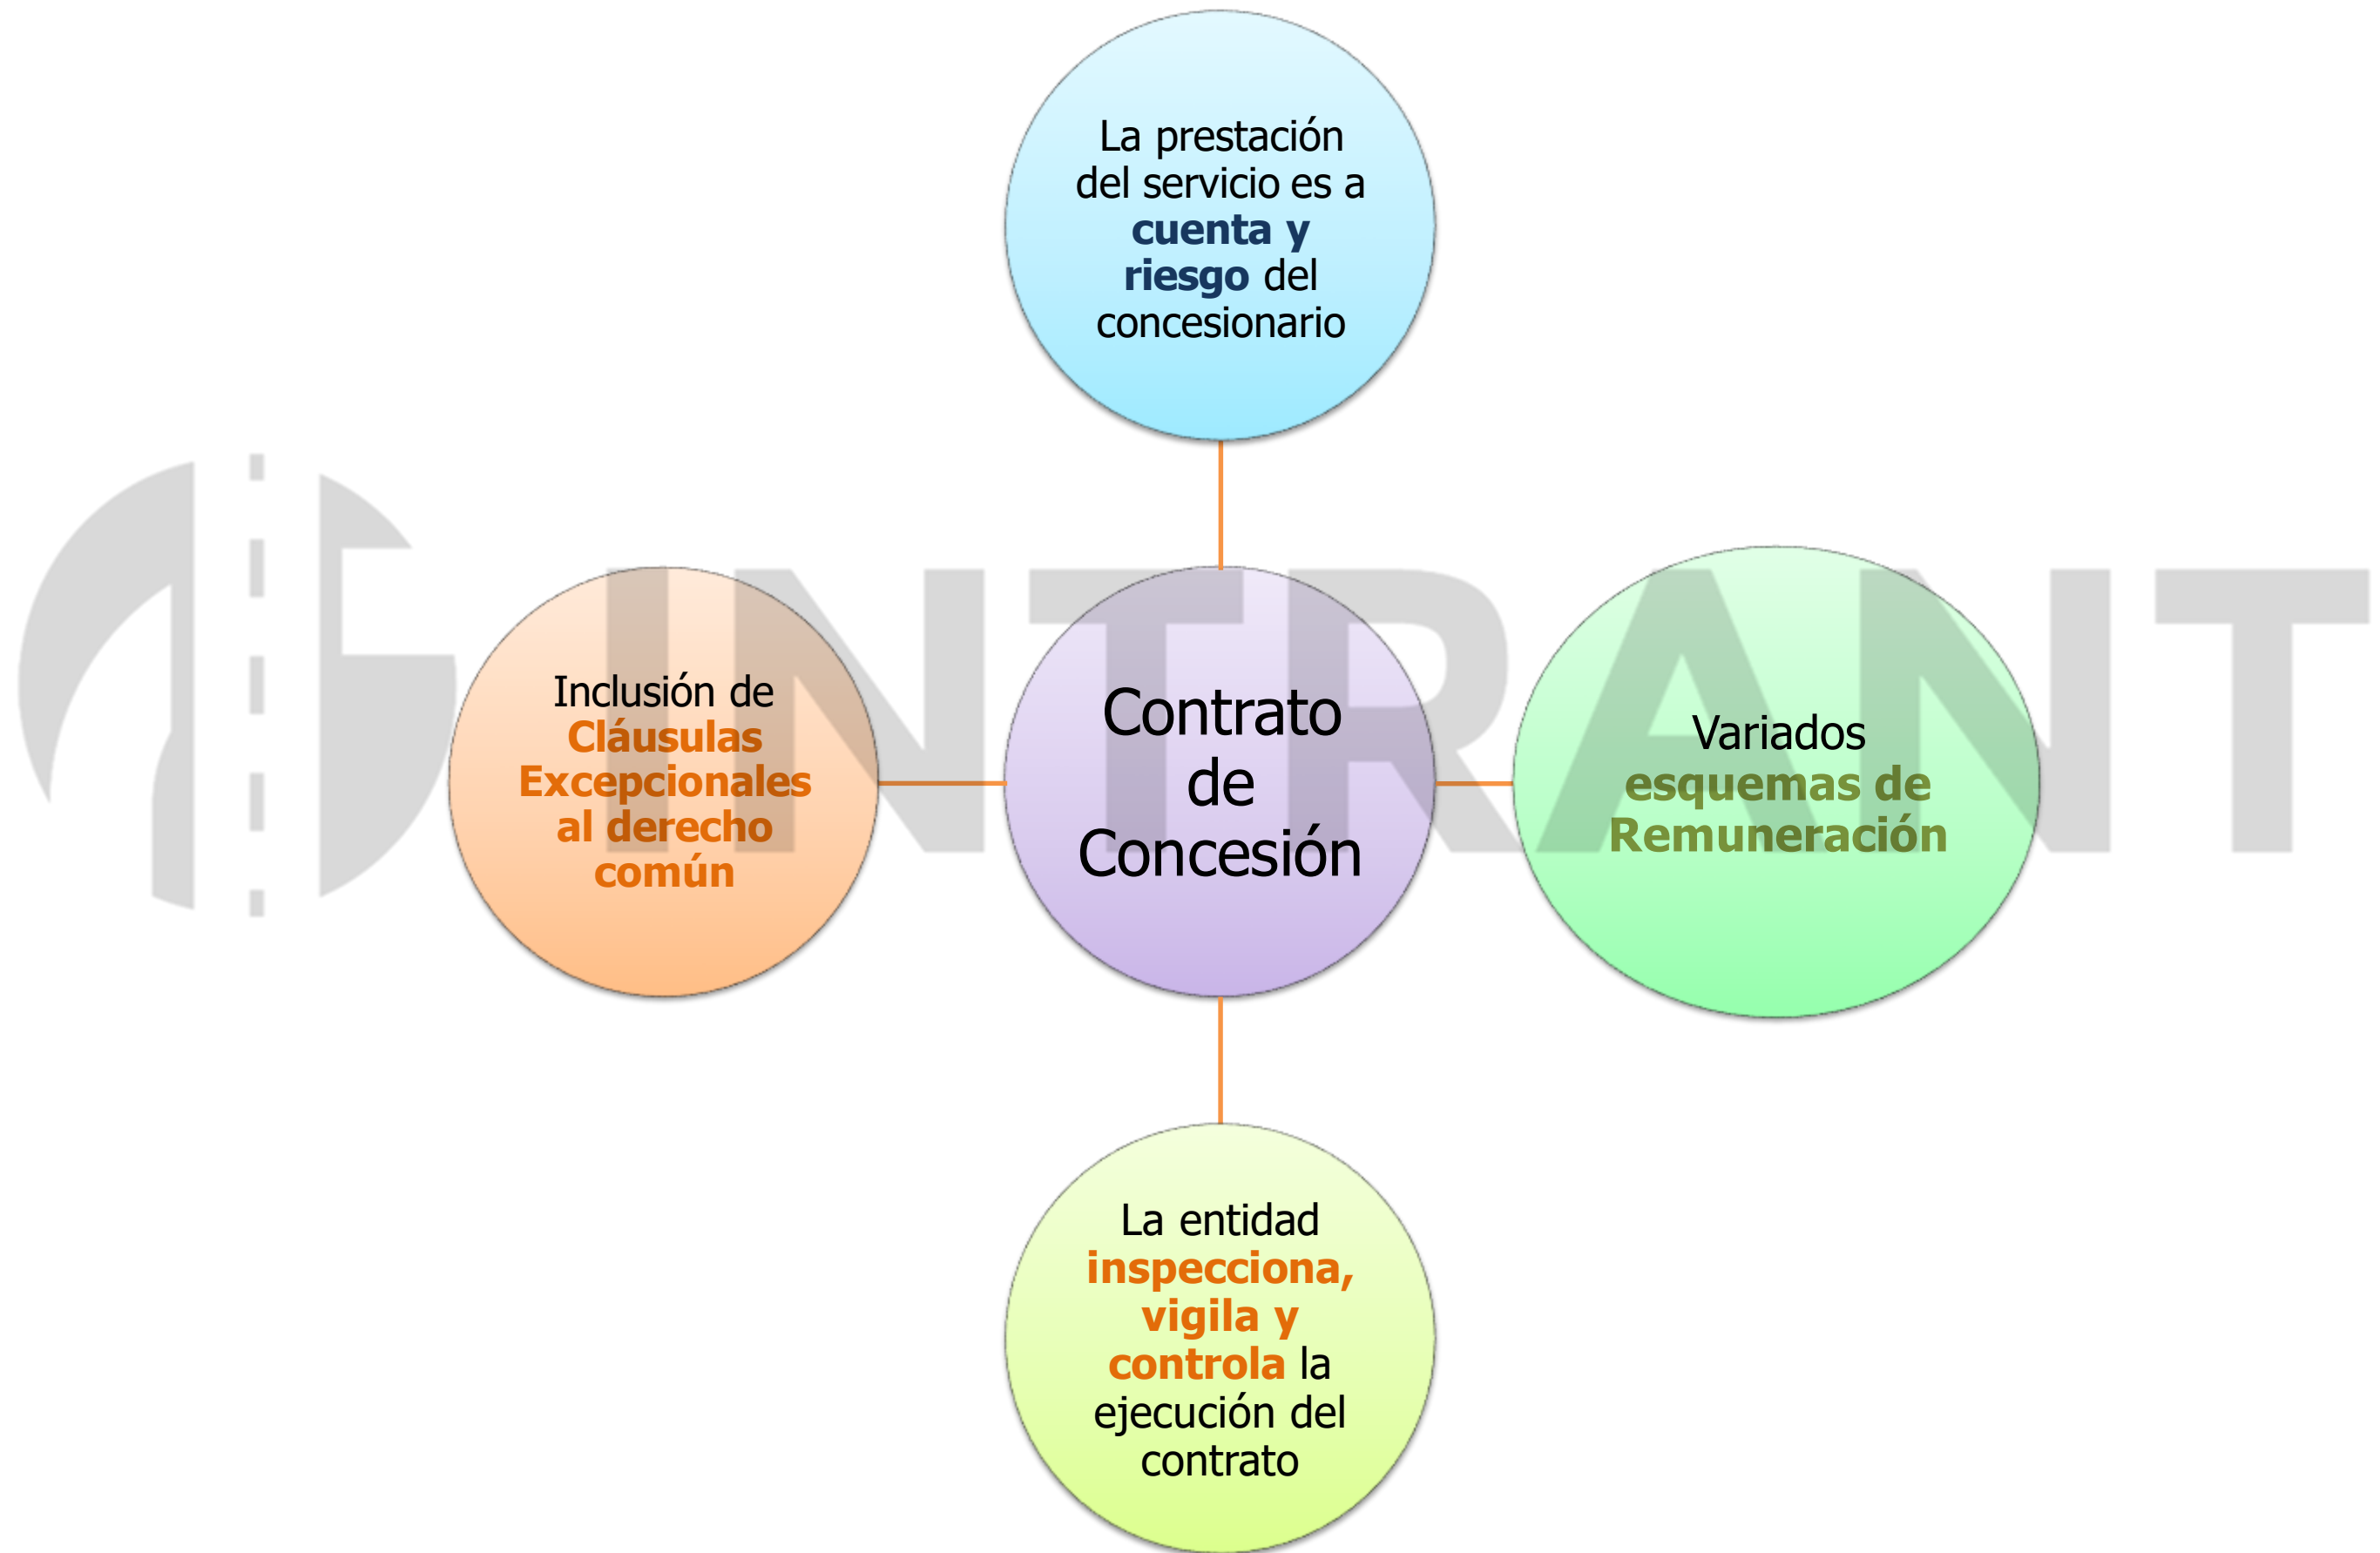 La prestación
del servicio es a
cuenta y
riesgo del
concesionario
Inclusión de
Cláusulas
Excepcionales
al derecho
común
Contrato
de
Concesión
Variados
esquemas de
Remuneración
La entidad
inspecciona,
vigila y
controla la
ejecución del
contrato
INTRANT